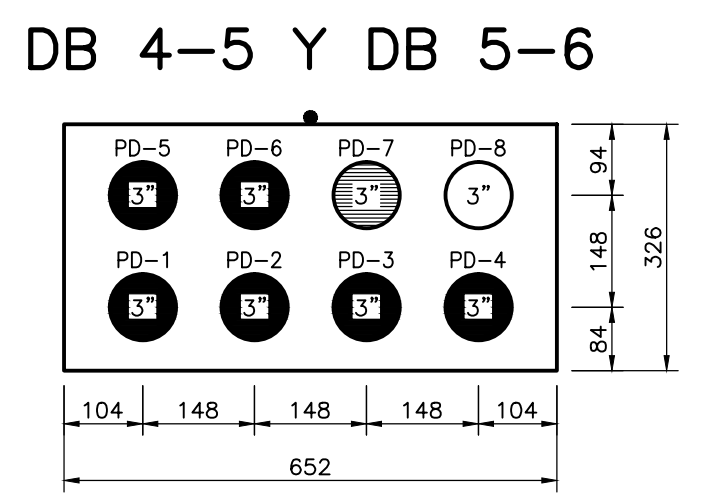 DB 4-5 Y DB 5-6
PD-5 PD-6 PD-7 PD-8
3" 3" 3" 3"
PD-1 PD-2 PD-3 PD-4
3" 3" 3" 3"
94
148
84
326
104 148 148 148 104
652